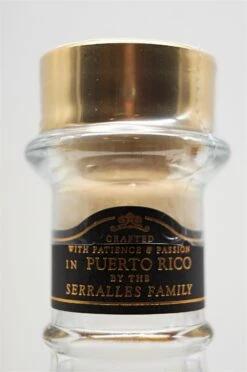 CRAFTED
WITH PATIENCE & PASSION
IN PUERTO RICO
BY THE
SERRALLES FAMILY